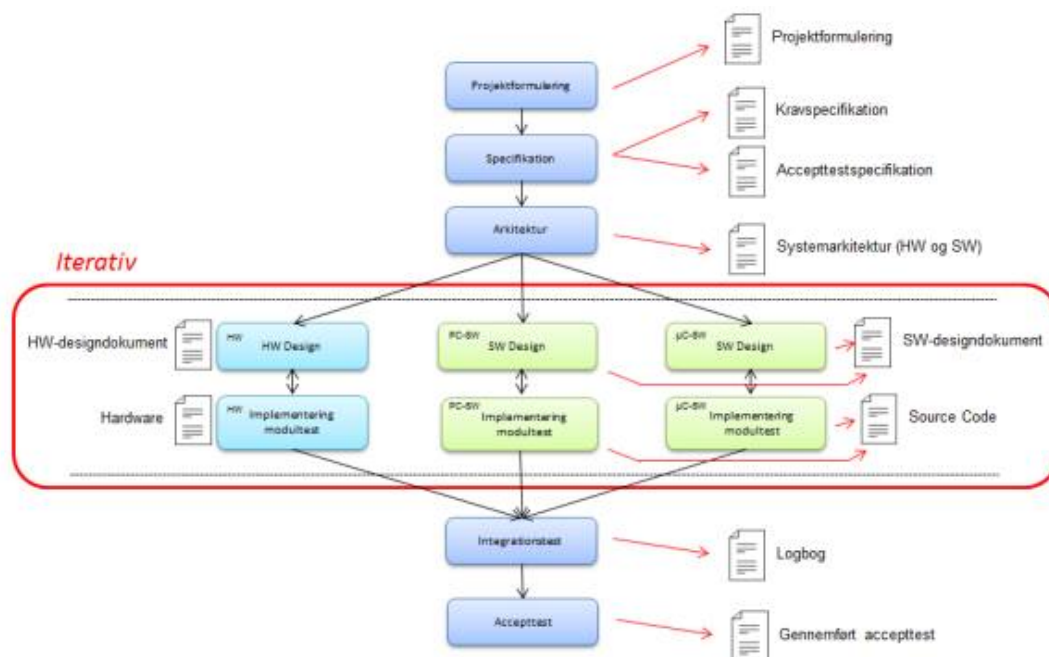 Projektformulering
Projektformulering
Kravspecifikation
Specifikation
Accepttestspecifikation
Arkitektur
Systemarkitektur (HW og SW)
Iterativ
HW-designdokument
HW
HW Design
PC-SW
SW Design
µC-SW
SW Design
SW-designdokument
Hardware
HW
Implementering
modultest
PC-SW
Implementering
modultest
µC-SW
Implementering
modultest
Source Code
Integrationstest
Logbog
Accepttest
Gennemført accepttest